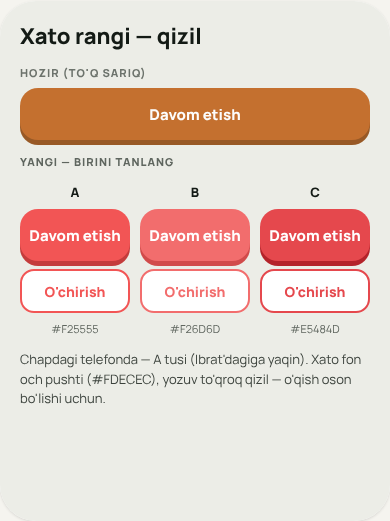 Xato rangi — qizil
HOZIR (TO'Q SARIQ)
Davom etish
YANGI — BIRINI TANLANG
A B C
Davom etish Davom etish Davom etish
O'chirish O'chirish O'chirish
#F25555 #F26D6D #E5484D
Chapdagi telefonda — A tusi (Ibrat'dagiga yaqin). Xato fon
och pushti (#FDECEC), yozuv to'qroq qizil — o'qish oson
bo'lishi uchun.